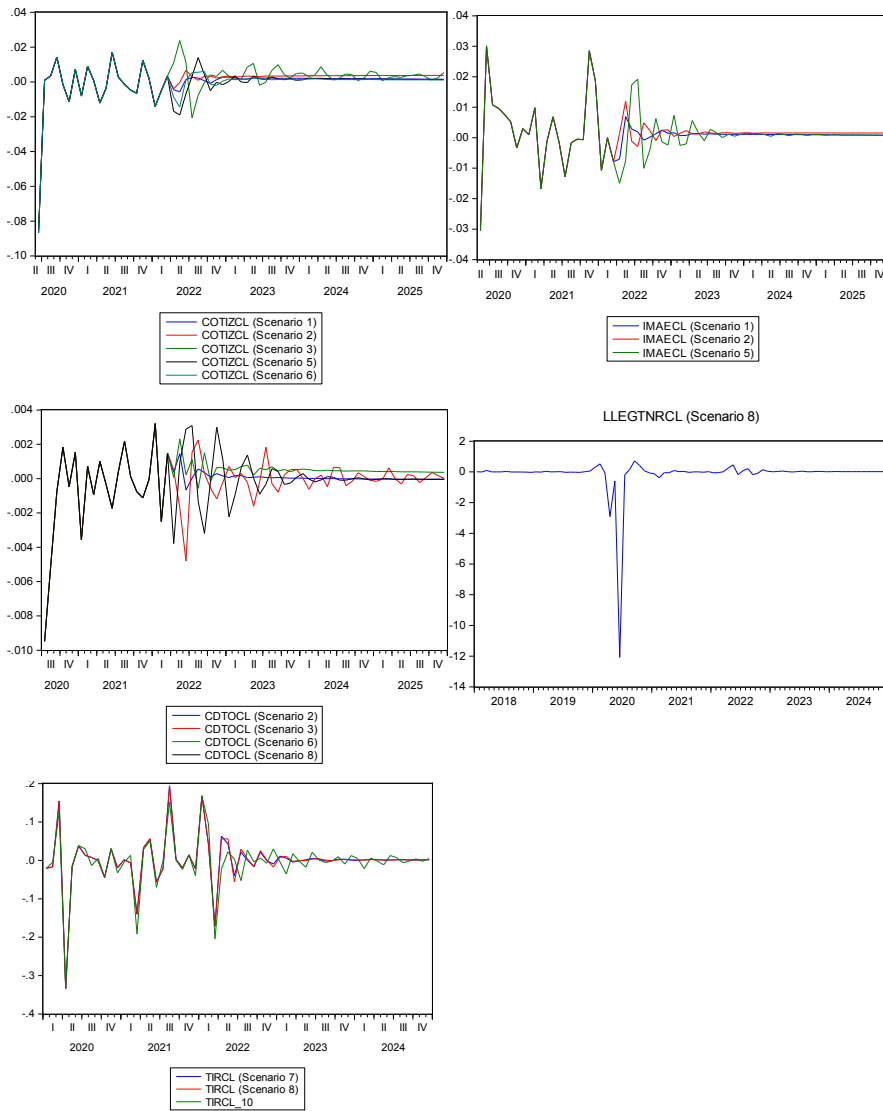 .04
.02
.00
-.02
-.04
-.06
-.08
-.10
II III IV I II III IV I II III IV I II III IV I II III IV I II III IV
2020 2021 2022 2023 2024 2025
COTIZCL (Scenario 1)
COTIZCL (Scenario 2)
COTIZCL (Scenario 3)
COTIZCL (Scenario 5)
COTIZCL (Scenario 6)
.04
.03
.02
.01
.00
-.01
-.02
-.03
-.04
II III IV I II III IV I II III IV I II III IV I II III IV I II III IV
2020 2021 2022 2023 2024 2025
IMAECL (Scenario 1)
IMAECL (Scenario 2)
IMAECL (Scenario 5)
.004
.002
.000
-.002
-.004
-.006
-.008
-.010
III IV I II III IV I II III IV I II III IV I II III IV I II III IV
2020 2021 2022 2023 2024 2025
CDTOCL (Scenario 2)
CDTOCL (Scenario 3)
CDTOCL (Scenario 6)
CDTOCL (Scenario 8)
LLEGTNRCL (Scenario 8)
2
0
-2
-4
-6
-8
-10
-12
-14
2018 2019 2020 2021 2022 2023 2024
.2
.1
.0
-.1
-.2
-.3
-.4
I II III IV I II III IV I II III IV I II III IV I II III IV
2020 2021 2022 2023 2024
TIRCL (Scenario 7)
TIRCL (Scenario 8)
TIRCL_10